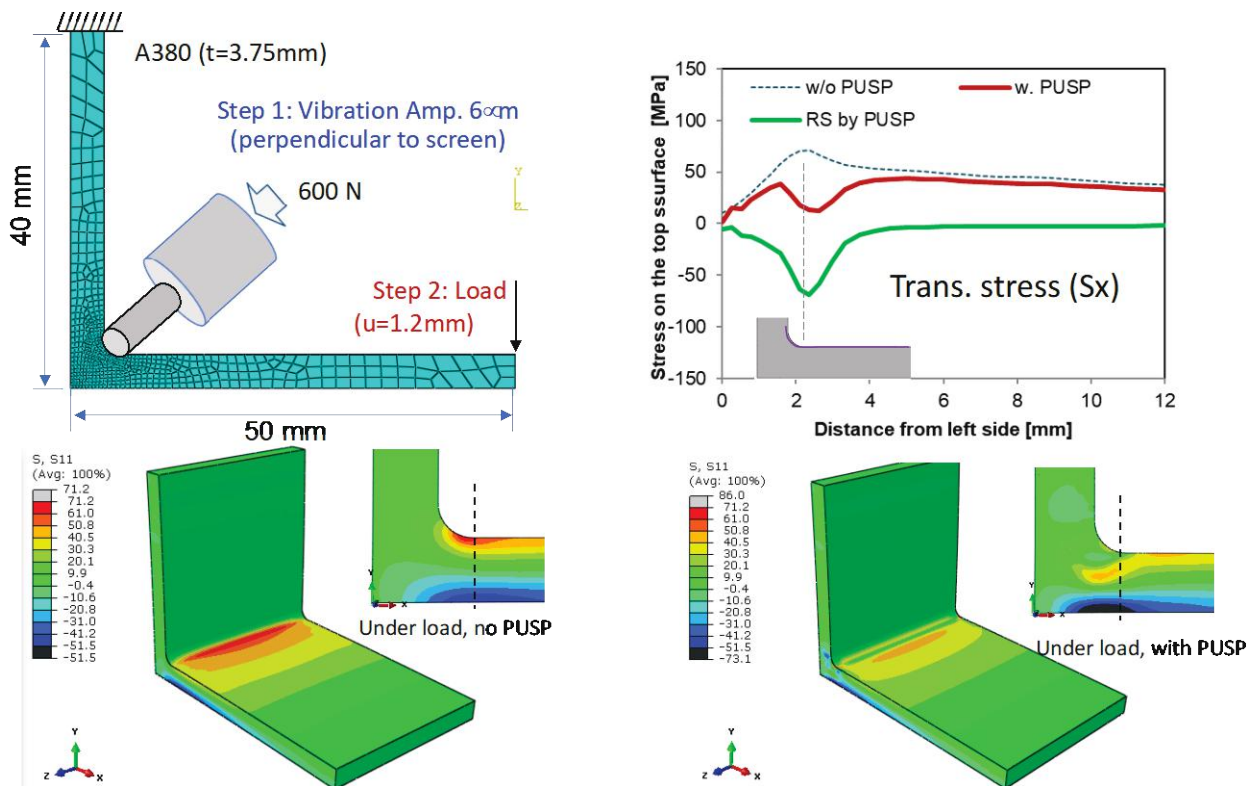 A380 (t=3.75mm)
Step 1: Vibration Amp. 6∝m
(perpendicular to screen)
600 N
Y
40 mm
Step 2: Load
(u=1.2mm)
50 mm
150
100
50
0
-50
-100
-150
Stress on the top ssurface [MPa]
w/o PUSP
w. PUSP
RS by PUSP
Trans. stress (Sx)
0
2
4
6
8
10
12
Distance from left side [mm]
S, S11
(Avg: 100%)
71.2
71.2
61.0
50.8
40.5
30.3
20.1
9.9
-0.4
-10.6
-20.8
-31.0
-41.2
-51.5
-51.5
Y
X
Under load, no PUSP
Y
Z
X
S, S11
(Avg: 100%)
86.0
71.2
61.0
50.8
40.5
30.3
20.1
9.9
-0.4
-10.6
-20.8
-31.0
-41.2
-51.5
-73.1
Y
X
Under load, with PUSP
Y
Z
X